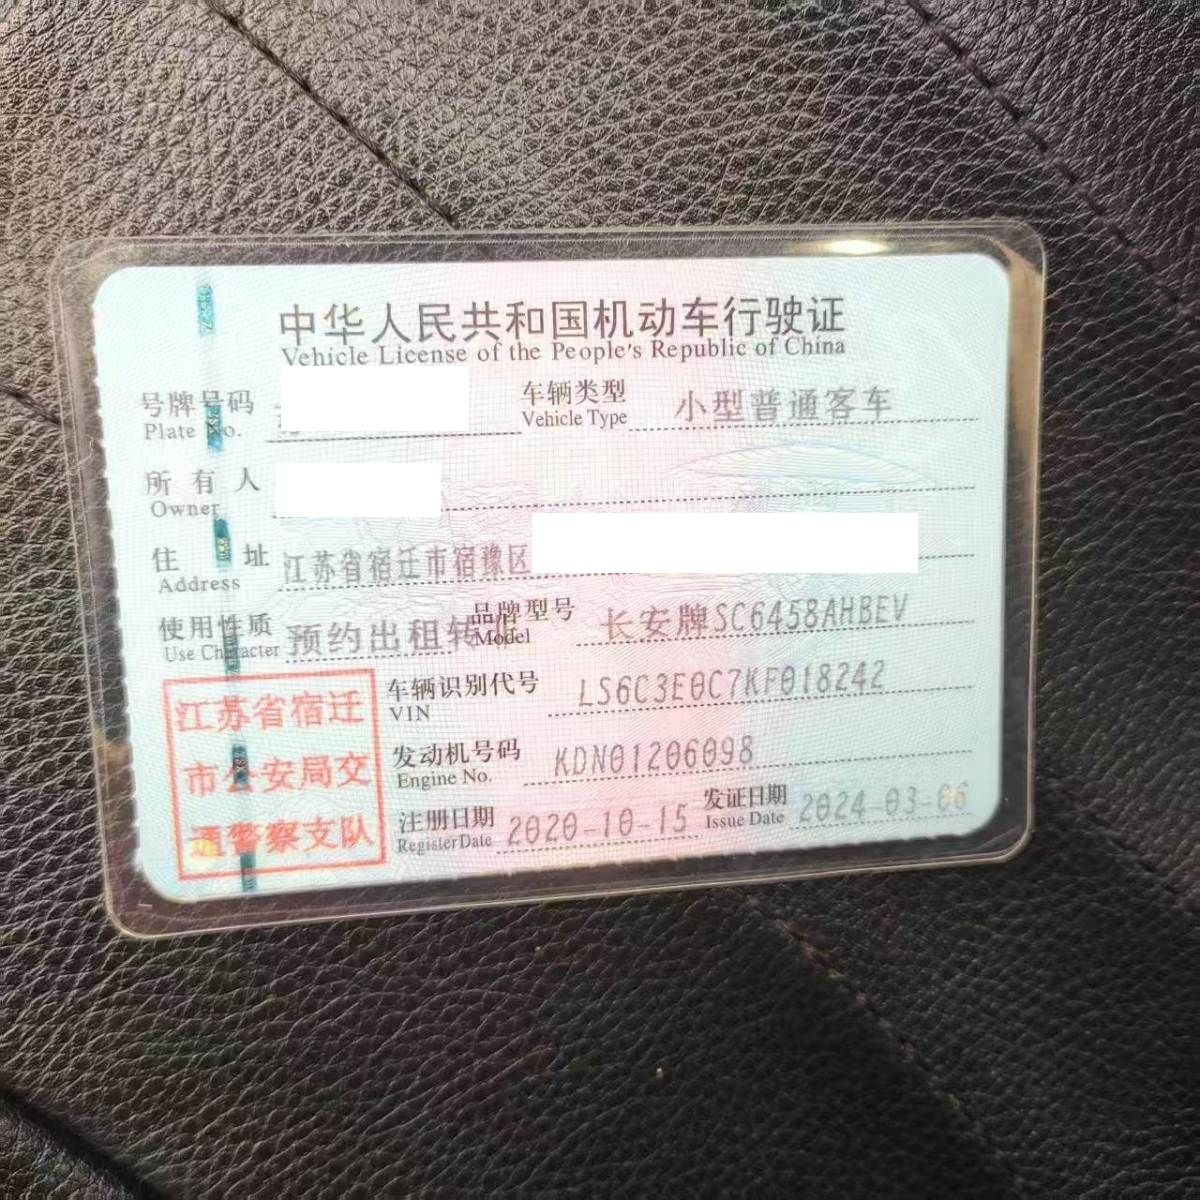 中华人民共和国机动车行驶证
Vehicle License of the People's Republic of China
号牌号码
Plate No.
车辆类型 小型普通客车
Vehicle Type
所有人
Owner
住址 江苏省宿迁市宿豫区
Address
使用性质 预约出租转非
Use Character
品牌型号 长安牌SC6458AHBEV
Model
车辆识别代号 LS6C3E0C7KF018242
VIN
发动机号码 KDN01206098
Engine No.
注册日期 2020-10-15
Register Date
发证日期 2024-03-06
Issue Date
江苏省宿迁
市公安局交
通警察支队